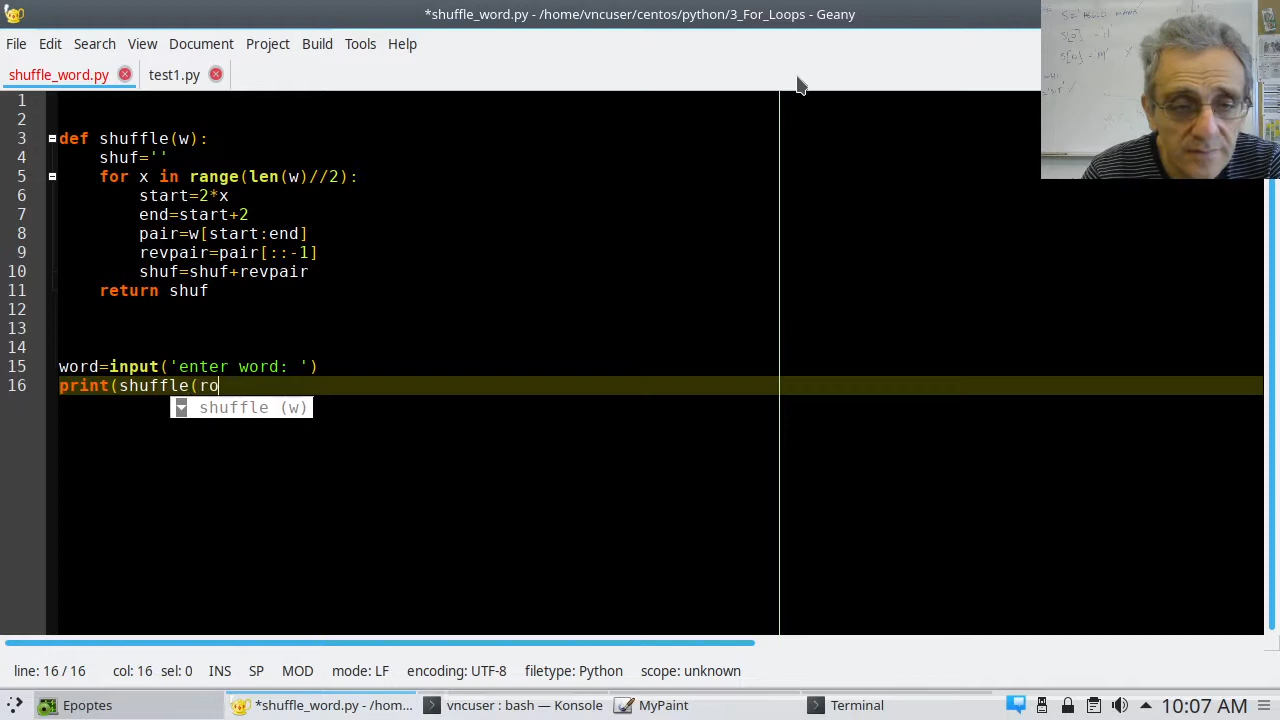 *shuffle_word.py - /home/vncuser/centos/python/3_For_Loops - Geany
File Edit Search View Document Project Build Tools Help
shuffle_word.py test1.py
1
2
3 def shuffle(w):
4 shuf=''
5 for x in range(len(w)//2):
6 start=2*x
7 end=start+2
8 pair=w[start:end]
9 revpair=pair[::-1]
10 shuf=shuf+revpair
11 return shuf
12
13
14
15 word=input('enter word: ')
16 print(shuffle(ro
shuffle (w)
line: 16 / 16 col: 16 sel: 0 INS SP MOD mode: LF encoding: UTF-8 filetype: Python scope: unknown
Epoptes *shuffle_word.py - /hom... vncuser : bash — Konsole MyPaint Terminal 10:07 AM